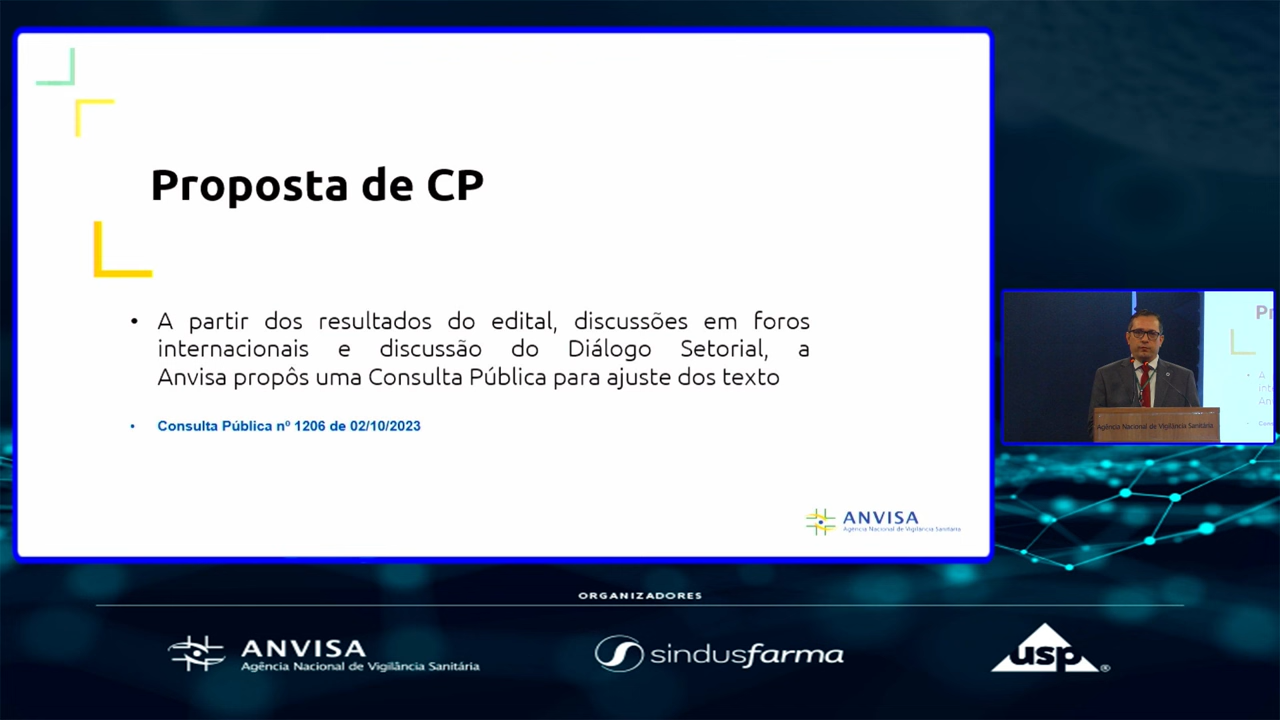 Proposta de CP
• A partir dos resultados do edital, discussões em foros
internacionais e discussão do Diálogo Setorial, a
Anvisa propôs uma Consulta Pública para ajuste dos texto
• Consulta Pública nº 1206 de 02/10/2023
ANVISA
Agência Nacional de Vigilância Sanitária
Agência Nacional de Vigilância Sanitária
ORGANIZADORES
ANVISA
Agência Nacional de Vigilância Sanitária
sindusfarma
usp®